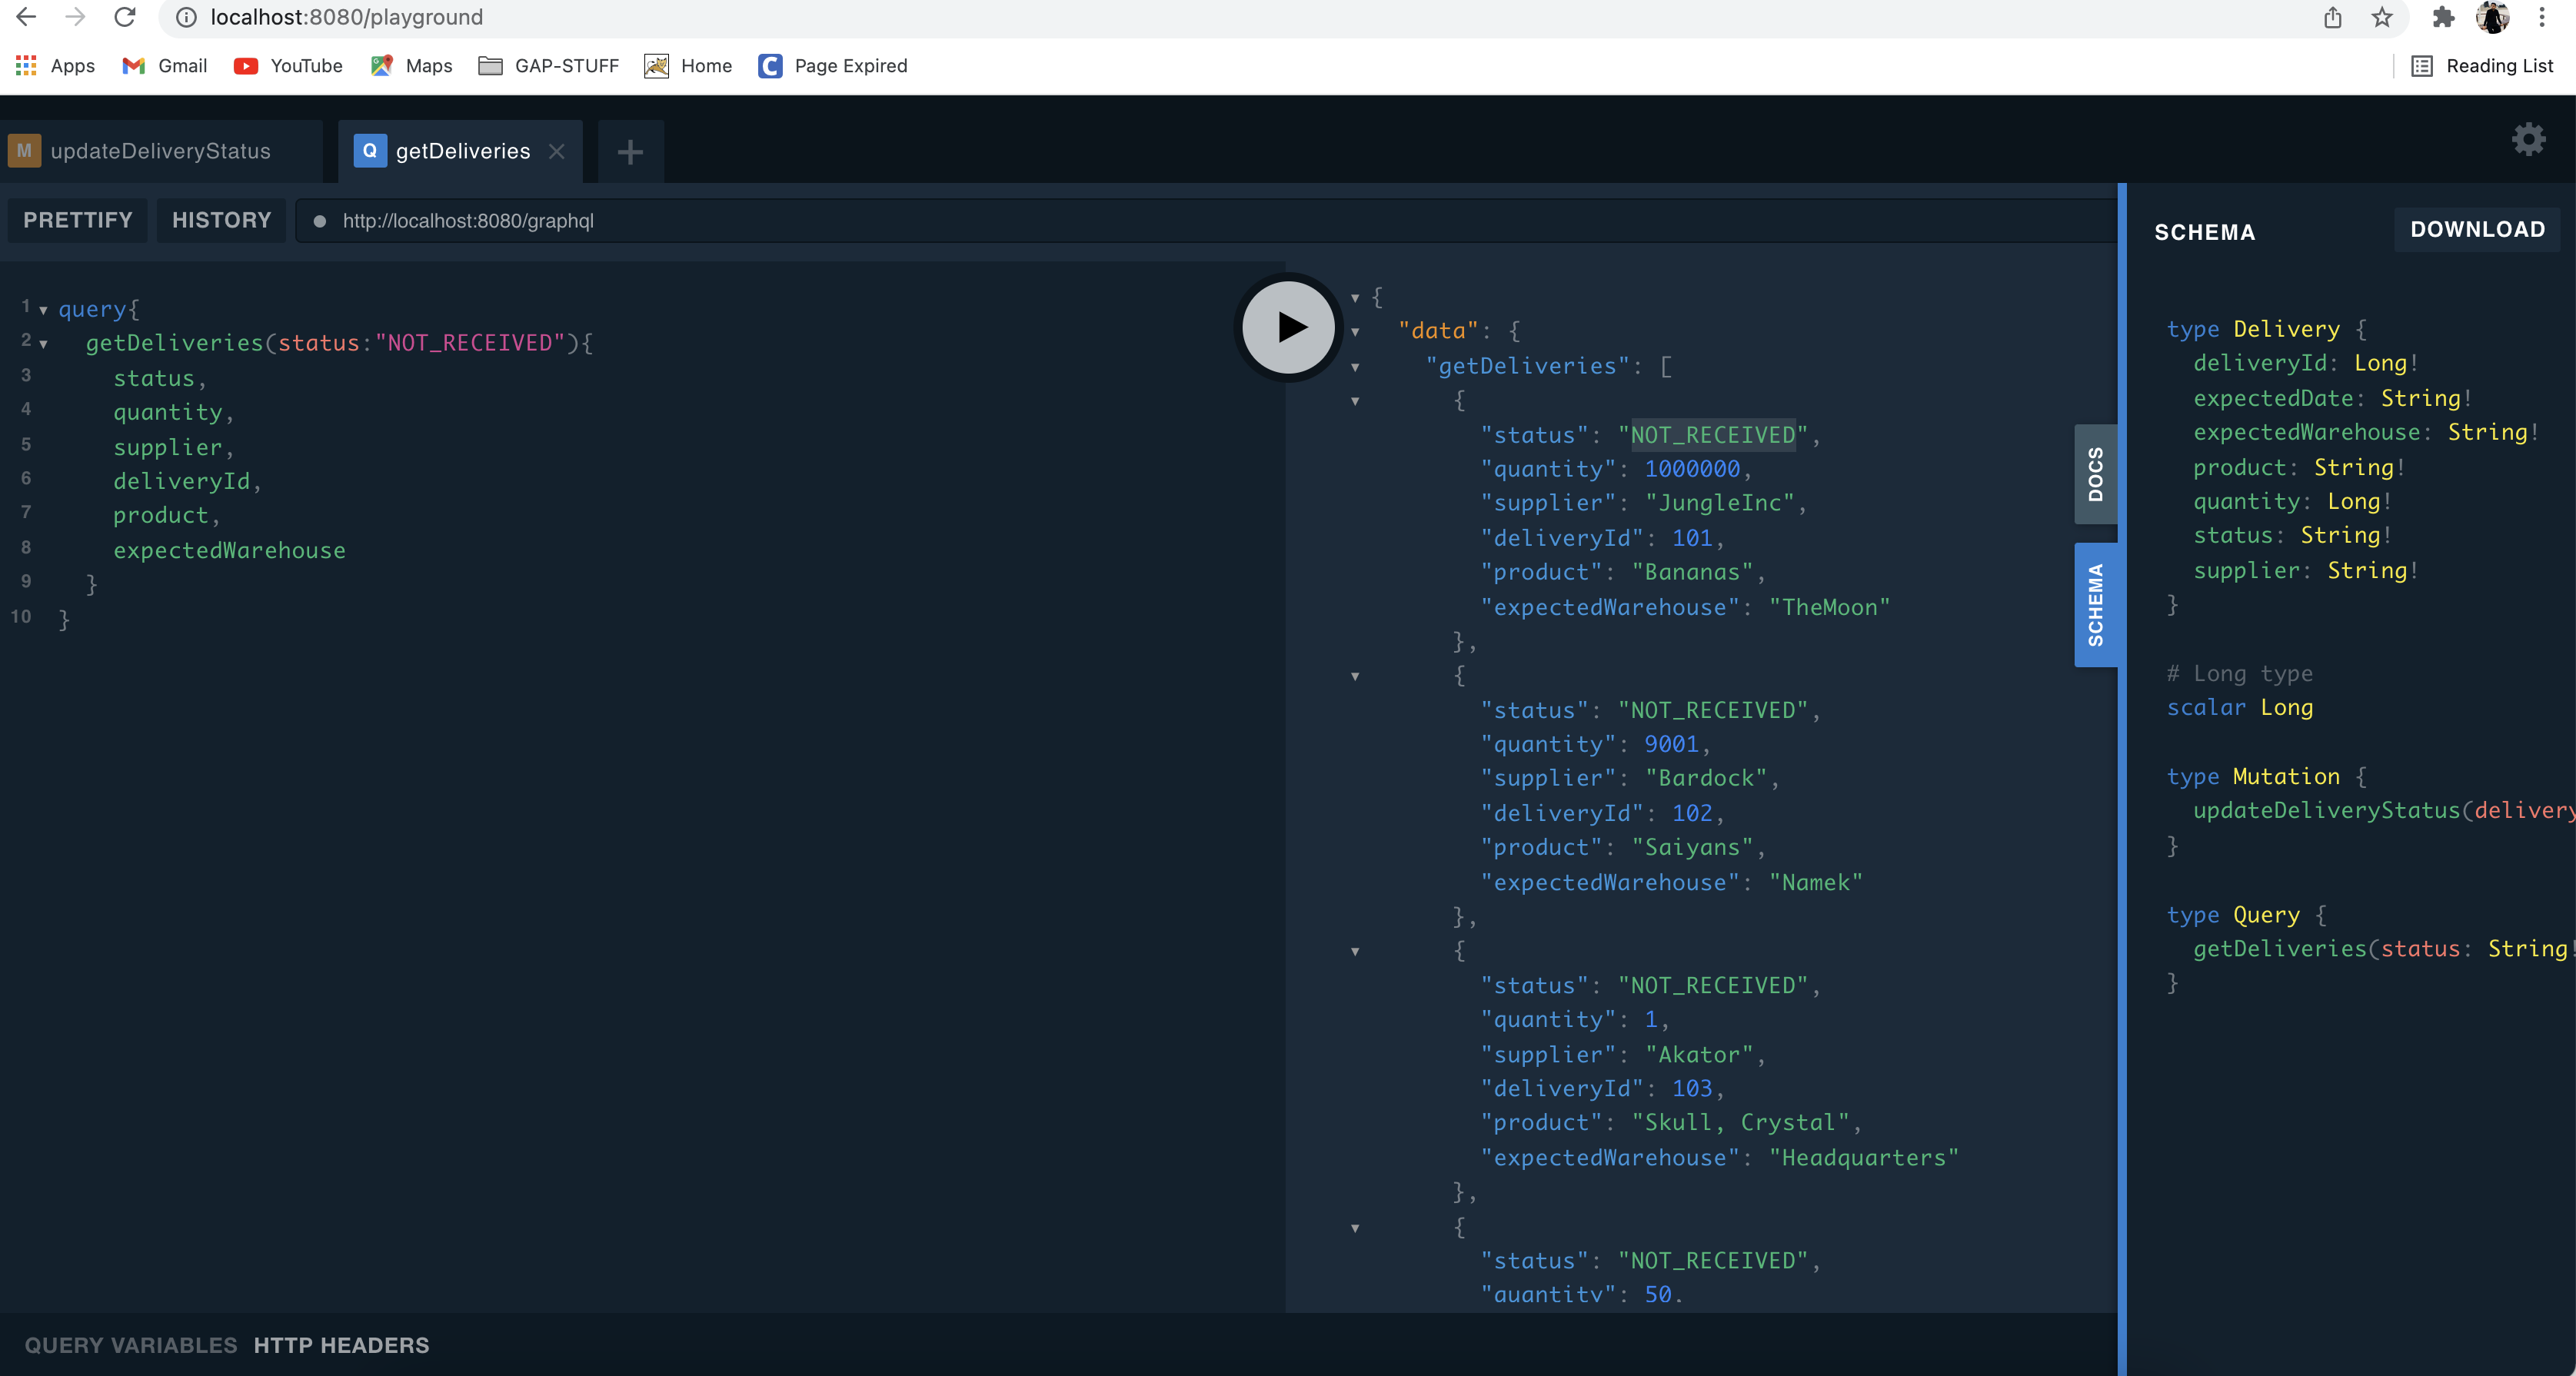 localhost:8080/playground
Apps Gmail YouTube Maps GAP-STUFF Home C Page Expired Reading List
M updateDeliveryStatus Q getDeliveries
PRETTIFY HISTORY http://localhost:8080/graphql
1 query{
2 getDeliveries(status:"NOT_RECEIVED"){
3 status,
4 quantity,
5 supplier,
6 deliveryId,
7 product,
8 expectedWarehouse
9 }
10 }
{
"data": {
"getDeliveries": [
{
"status": "NOT_RECEIVED",
"quantity": 1000000,
"supplier": "JungleInc",
"deliveryId": 101,
"product": "Bananas",
"expectedWarehouse": "TheMoon"
},
{
"status": "NOT_RECEIVED",
"quantity": 9001,
"supplier": "Bardock",
"deliveryId": 102,
"product": "Saiyans",
"expectedWarehouse": "Namek"
},
{
"status": "NOT_RECEIVED",
"quantity": 1,
"supplier": "Akator",
"deliveryId": 103,
"product": "Skull, Crystal",
"expectedWarehouse": "Headquarters"
},
{
"status": "NOT_RECEIVED",
"quantity": 50,
DOCS
SCHEMA
SCHEMA DOWNLOAD
type Delivery {
deliveryId: Long!
expectedDate: String!
expectedWarehouse: String!
product: String!
quantity: Long!
status: String!
supplier: String!
}
# Long type
scalar Long
type Mutation {
updateDeliveryStatus(delivery
}
type Query {
getDeliveries(status: String!
}
QUERY VARIABLES HTTP HEADERS